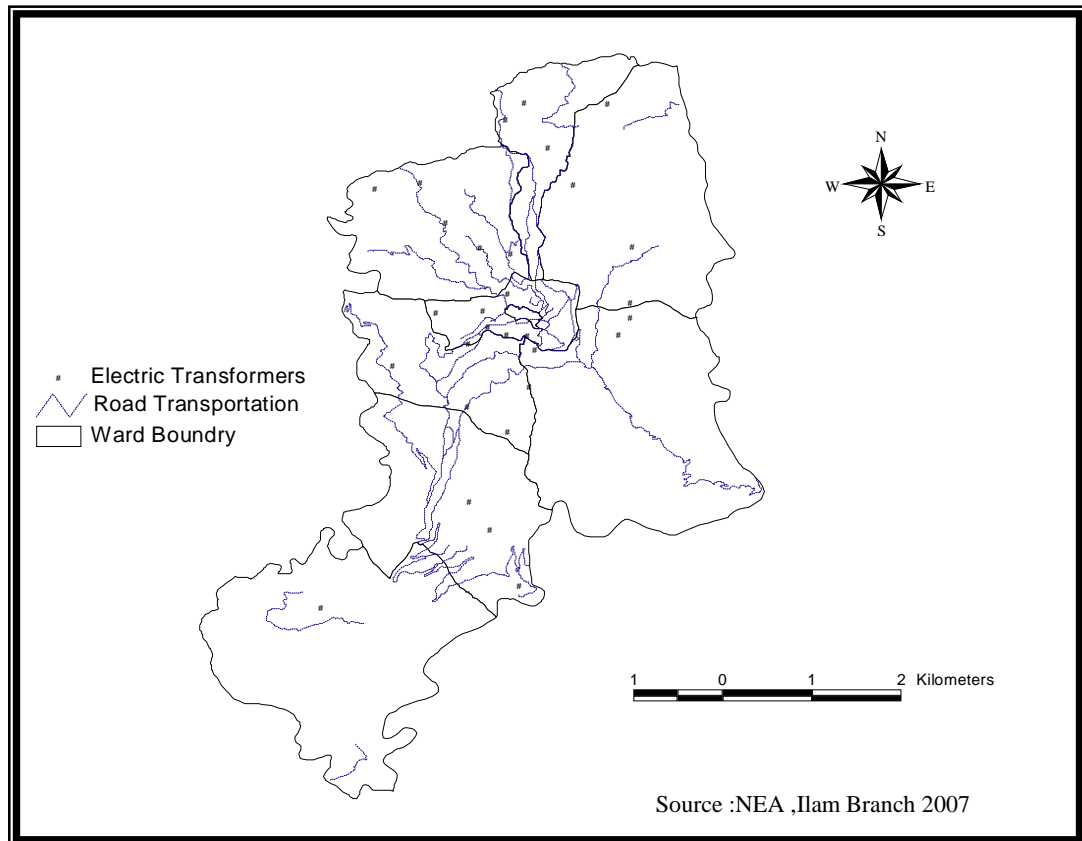 N
W E
S
# Electric Transformers
Road Transportation
Ward Boundry
1 0 1 2 Kilometers
Source :NEA ,Ilam Branch 2007